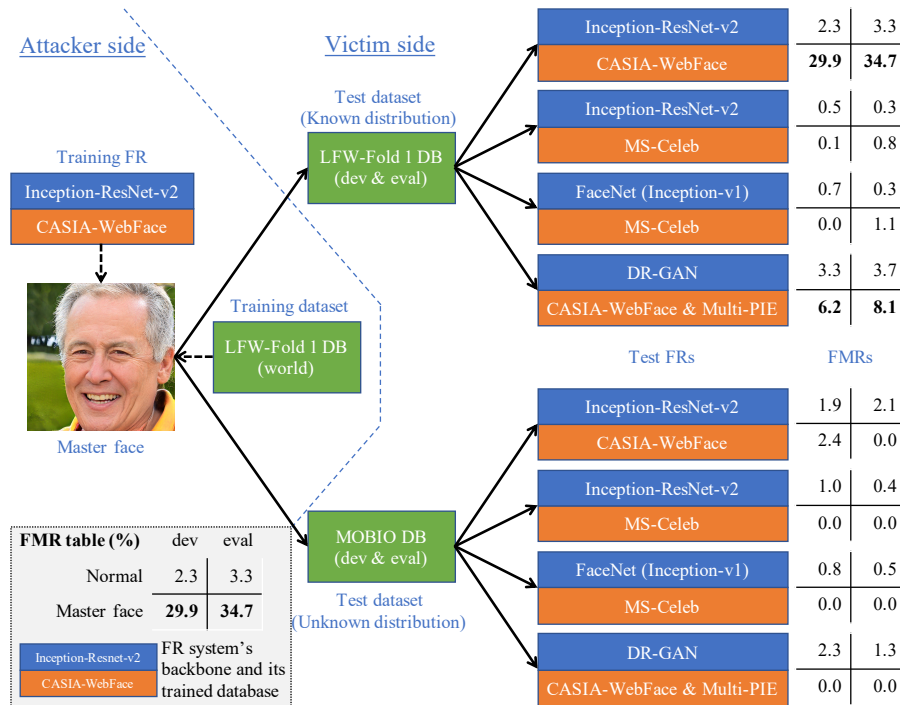 Attacker side
Victim side
Training FR
Inception-ResNet-v2
CASIA-WebFace
Master face
Training dataset
LFW-Fold 1 DB
(world)
Test dataset
(Known distribution)
LFW-Fold 1 DB
(dev & eval)
Inception-ResNet-v2 2.3 3.3
CASIA-WebFace 29.9 34.7
Inception-ResNet-v2 0.5 0.3
MS-Celeb 0.1 0.8
FaceNet (Inception-v1) 0.7 0.3
MS-Celeb 0.0 1.1
DR-GAN 3.3 3.7
CASIA-WebFace & Multi-PIE 6.2 8.1
Test FRs FMRs
MOBIO DB
(dev & eval)
Test dataset
(Unknown distribution)
Inception-ResNet-v2 1.9 2.1
CASIA-WebFace 2.4 0.0
Inception-ResNet-v2 1.0 0.4
MS-Celeb 0.0 0.0
FaceNet (Inception-v1) 0.8 0.5
MS-Celeb 0.0 0.0
DR-GAN 2.3 1.3
CASIA-WebFace & Multi-PIE 0.0 0.0
FMR table (%) dev eval
Normal 2.3 3.3
Master face 29.9 34.7
Inception-Resnet-v2
CASIA-WebFace
FR system's
backbone and its
trained database